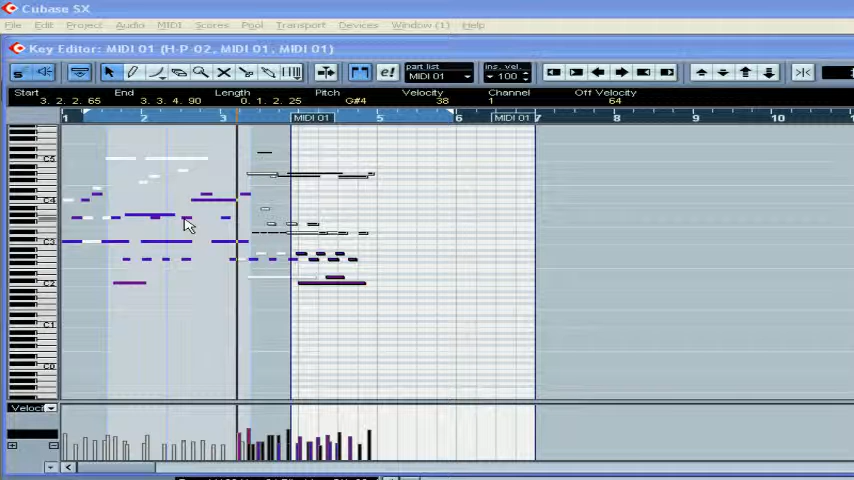 Cubase SX
File Edit Project Audio MIDI Scores Pool Transport Devices Window (1) Help
Key Editor: MIDI 01 (H-P-02, MIDI 01, MIDI 01)
S e! part list ins. vel.
MIDI 01 100
Start End Length Pitch Velocity Channel Off Velocity
3. 2. 2. 65 3. 3. 4. 90 0. 1. 2. 25 G#4 38 1 64
1 2 3 MIDI 01 5 6 MIDI 01 7 8 9 10
C5
C4
C3
C2
C1
C0
Veloci